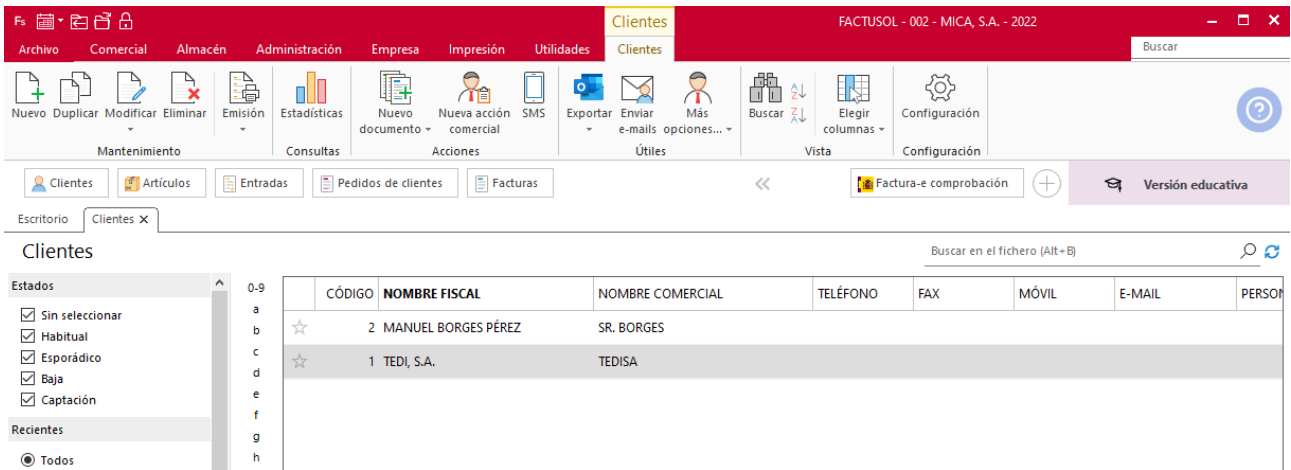 Fs Clientes FACTUSOL - 002 - MICA, S.A. - 2022
Archivo Comercial Almacén Administración Empresa Impresión Utilidades Clientes Buscar
Nuevo Duplicar Modificar Eliminar Emisión Estadísticas Nuevo documento Nueva acción comercial SMS Exportar Enviar e-mails Más opciones... Buscar Elegir columnas Configuración
Mantenimiento Consultas Acciones Útiles Vista Configuración
Clientes Artículos Entradas Pedidos de clientes Facturas Factura-e comprobación Versión educativa
Escritorio Clientes
Clientes Buscar en el fichero (Alt+B)
Estados 0-9 CÓDIGO NOMBRE FISCAL NOMBRE COMERCIAL TELÉFONO FAX MÓVIL E-MAIL PERSON
Sin seleccionar a
Habitual b 2 MANUEL BORGES PÉREZ SR. BORGES
Esporádico c 1 TEDI, S.A. TEDISA
Baja d
Captación e
f
Recientes g
Todos h